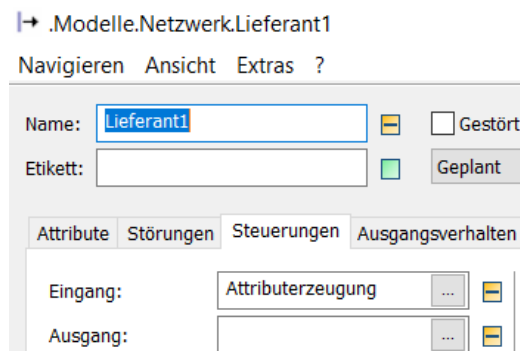 .Modelle.Netzwerk.Lieferant1
Navigieren Ansicht Extras ?
Name: Lieferant1 Gestört
Etikett: Geplant
Attribute Störungen Steuerungen Ausgangsverhalten
Eingang: Attributerzeugung ...
Ausgang: ...